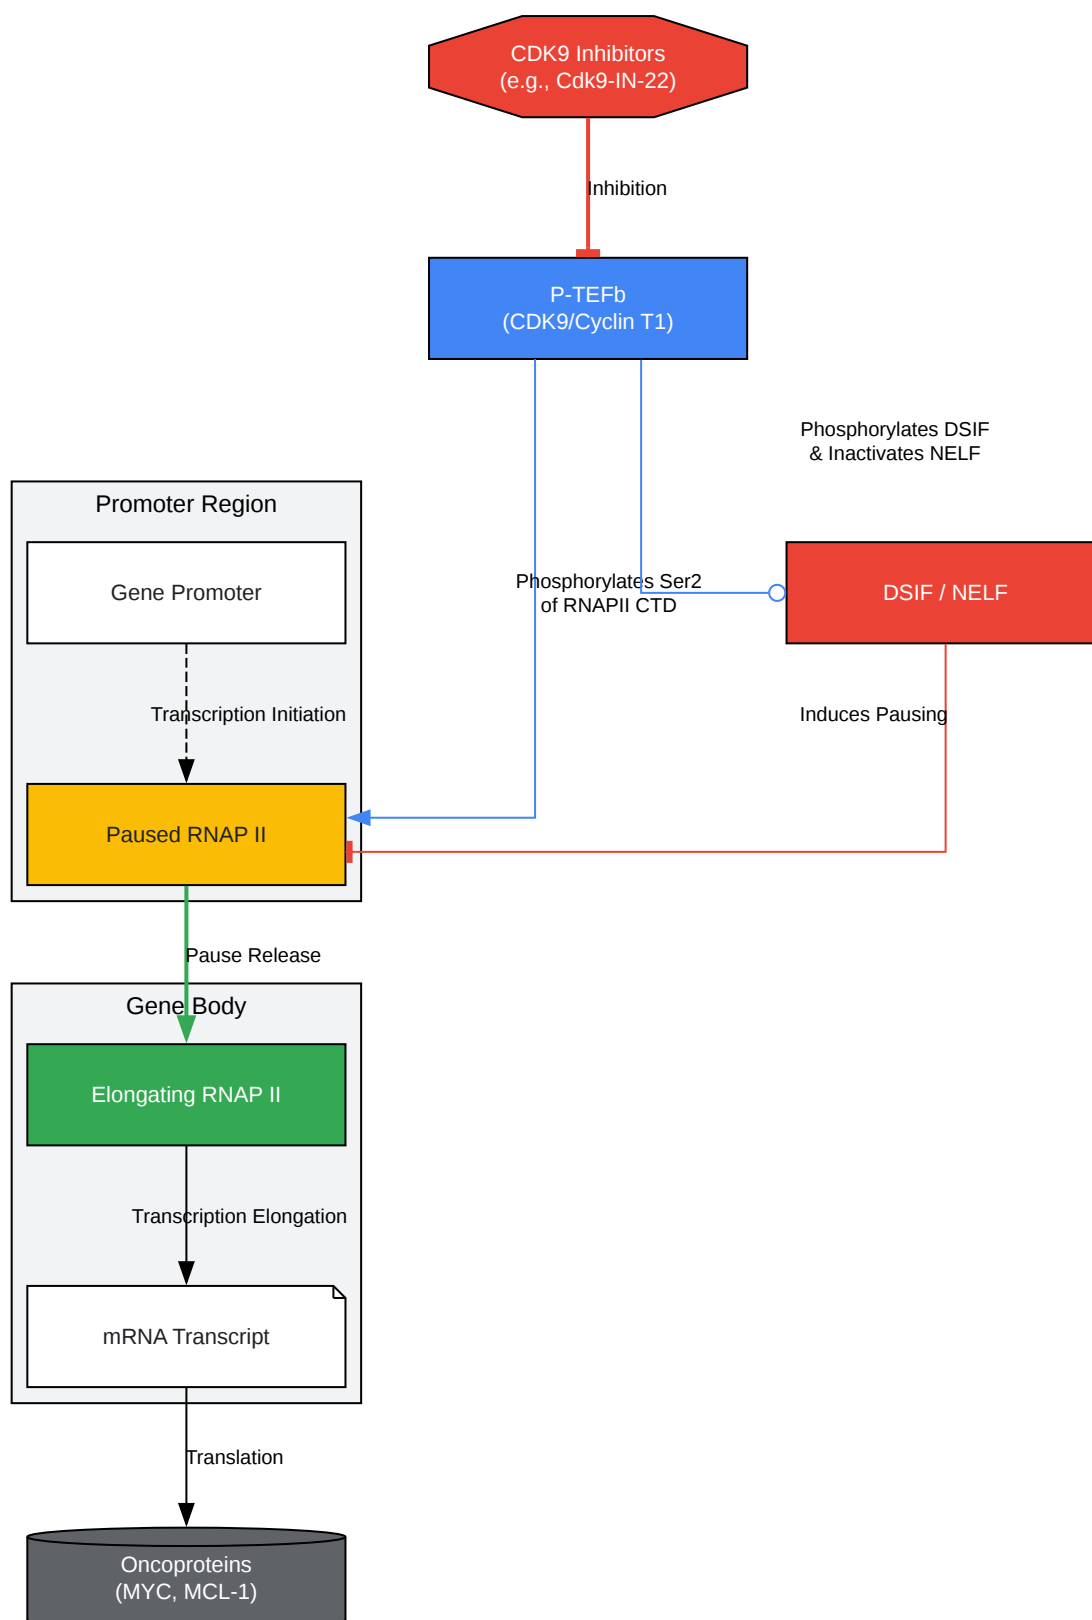 CDK9 Inhibitors
(e.g., Cdk9-IN-22)
Inhibition
P-TEFb
(CDK9/Cyclin T1)
Phosphorylates DSIF
& Inactivates NELF
Promoter Region
Gene Promoter
Phosphorylates Ser2
of RNAPII CTD
DSIF / NELF
Transcription Initiation
Induces Pausing
Paused RNAP II
Pause Release
Gene Body
Elongating RNAP II
Transcription Elongation
mRNA Transcript
Translation
Oncoproteins
(MYC, MCL-1)